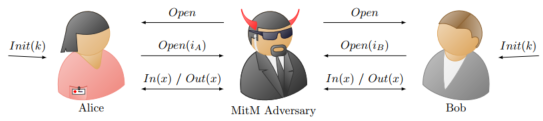 Open Open
Init(k) Open(i_A) Open(i_B) Init(k)
In(x) / Out(x) In(x) / Out(x)
Alice MitM Adversary Bob